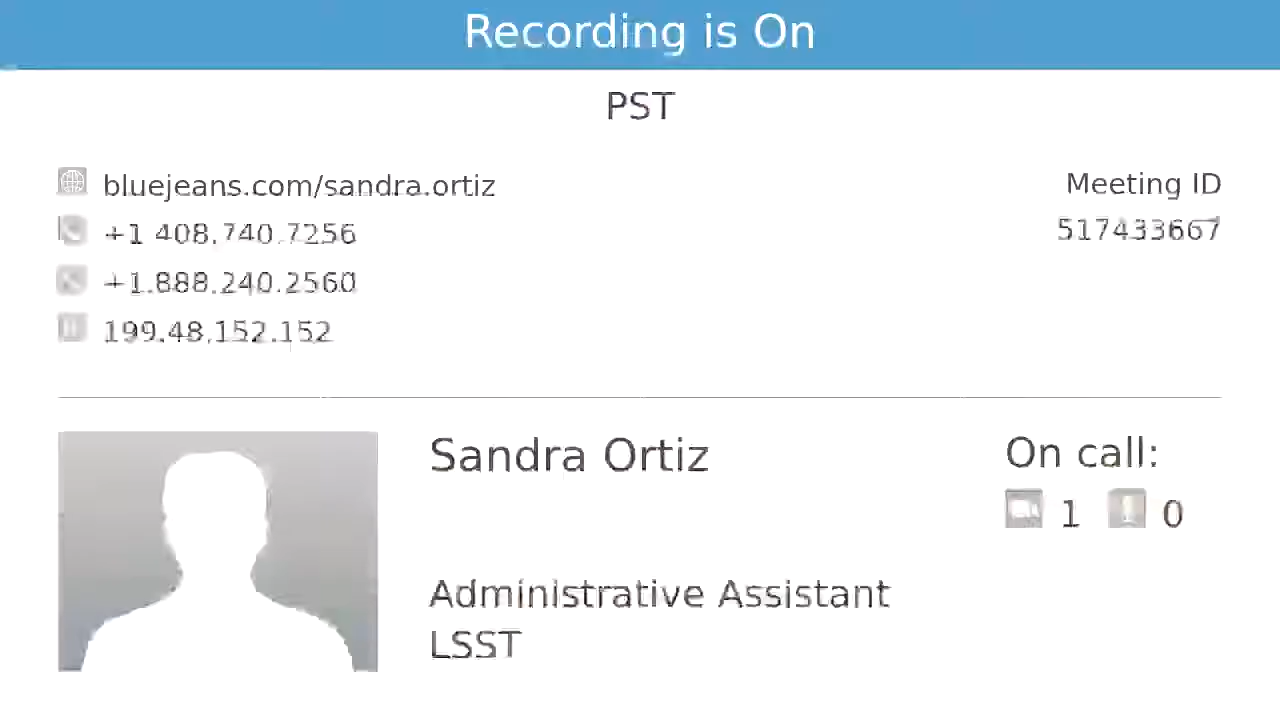 Recording is On
PST
bluejeans.com/sandra.ortiz
Meeting ID
+1 408.740.7256
517433667
+1.888.240.2560
199.48.152.152
Sandra Ortiz
On call:
1 0
Administrative Assistant
LSST